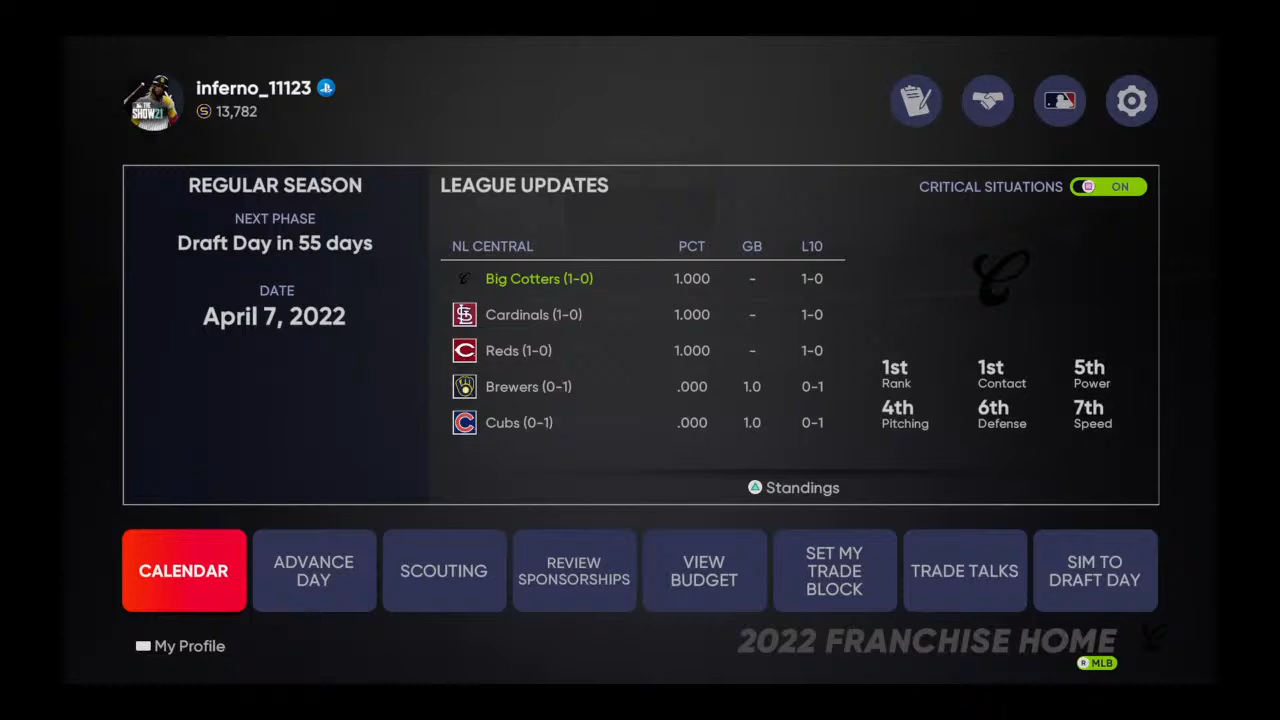 inferno_11123
13,782
THE
SHOW21
REGULAR SEASON
NEXT PHASE
Draft Day in 55 days
DATE
April 7, 2022
LEAGUE UPDATES
CRITICAL SITUATIONS ON
NL CENTRAL PCT GB L10
Big Cotters (1-0) 1.000 - 1-0
Cardinals (1-0) 1.000 - 1-0
Reds (1-0) 1.000 - 1-0
Brewers (0-1) .000 1.0 0-1
Cubs (0-1) .000 1.0 0-1
1st 1st 5th
Rank Contact Power
4th 6th 7th
Pitching Defense Speed
Standings
CALENDAR
ADVANCE
DAY
SCOUTING
REVIEW
SPONSORSHIPS
VIEW
BUDGET
SET MY
TRADE
BLOCK
TRADE TALKS
SIM TO
DRAFT DAY
My Profile
2022 FRANCHISE HOME
R MLB